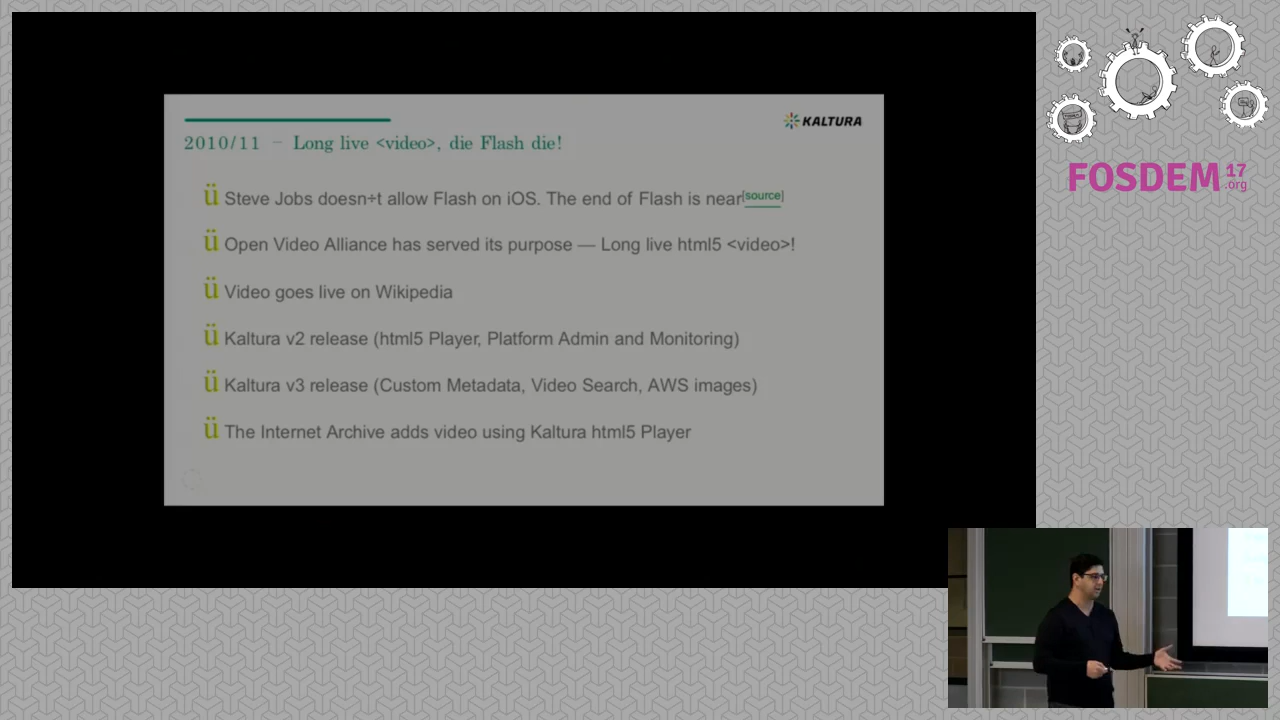 KALTURA
2010/11 – Long live <video>, die Flash die!
ü Steve Jobs doesn÷t allow Flash on iOS. The end of Flash is near[source]
ü Open Video Alliance has served its purpose — Long live html5 <video>!
ü Video goes live on Wikipedia
ü Kaltura v2 release (html5 Player, Platform Admin and Monitoring)
ü Kaltura v3 release (Custom Metadata, Video Search, AWS images)
ü The Internet Archive adds video using Kaltura html5 Player
FOSDEM 17
.org